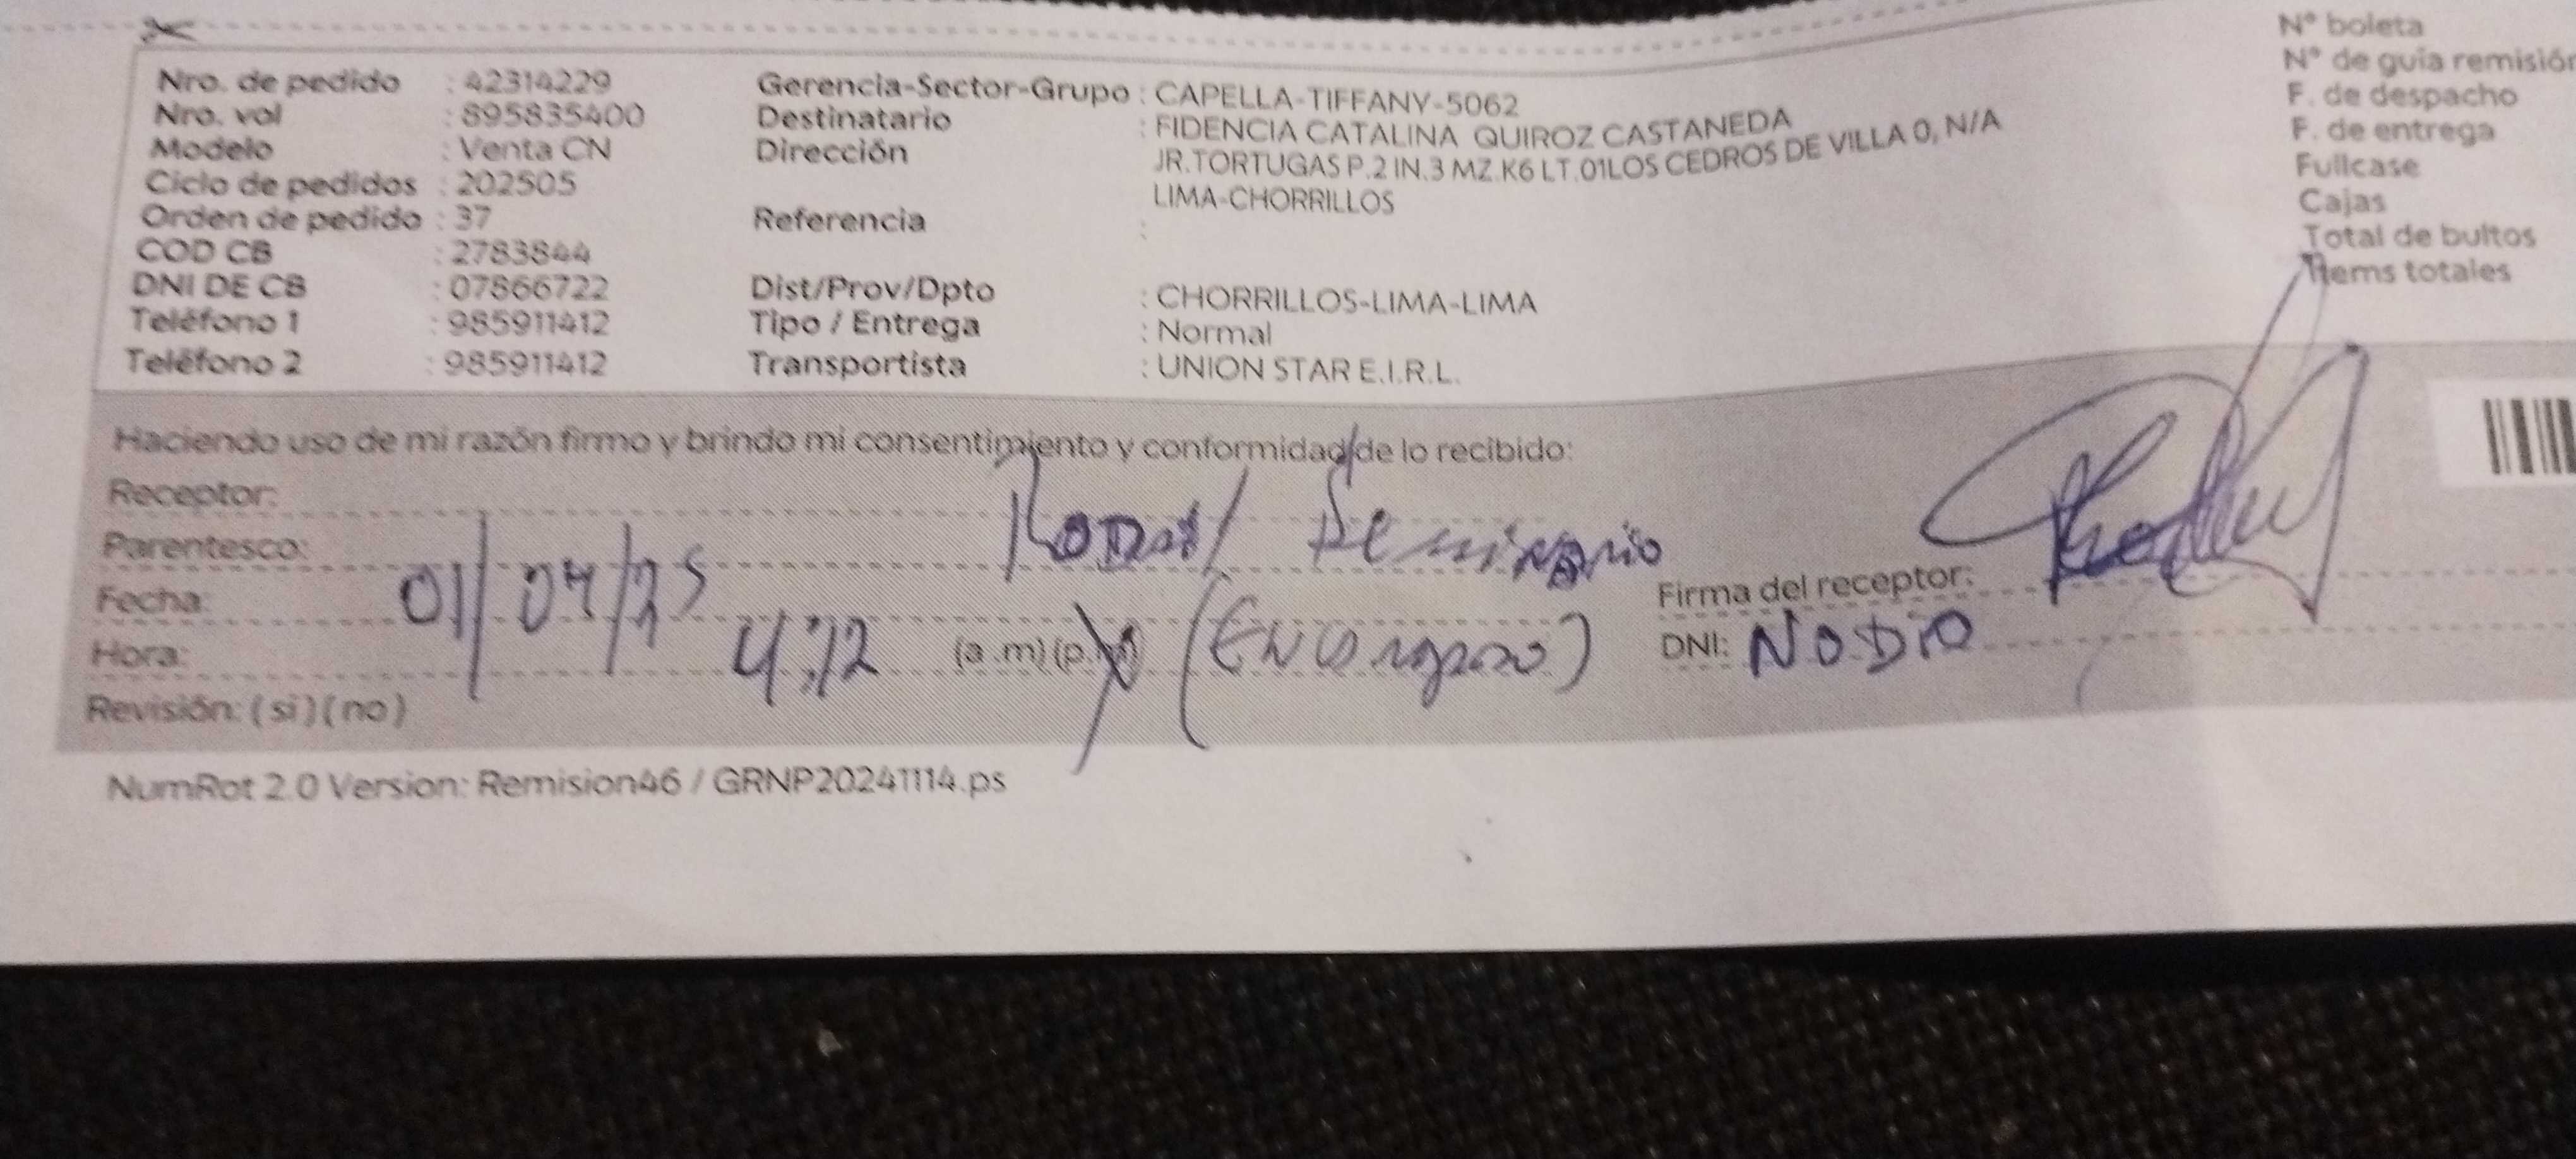 Nro. de pedido : 42314229
Nro. vol : 895835400
Modelo : Venta CN
Ciclo de pedidos : 202505
Orden de pedido : 37
COD CB : 2783844
DNI DE CB : 07866722
Teléfono 1 : 985911412
Teléfono 2 : 985911412
Gerencia-Sector-Grupo : CAPELLA-TIFFANY-5062
Destinatario : FIDENCIA CATALINA QUIROZ CASTANEDA
Dirección JR.TORTUGAS P.2 IN.3 MZ.K6 LT.01LOS CEDROS DE VILLA 0, N/A
LIMA-CHORRILLOS
Referencia :
Dist/Prov/Dpto : CHORRILLOS-LIMA-LIMA
Tipo / Entrega : Normal
Transportista : UNION STAR E.I.R.L.
N° boleta
N° de guía remisión
F. de despacho
F. de entrega
Fullcase
Cajas
Total de bultos
Items totales
Haciendo uso de mi razón firmo y brindo mi consentimiento y conformidad de lo recibido:
Receptor:
Parentesco: Seminario
Fecha: 01/04/25
Hora: 4:12 (a.m) (p.m) (Encargado)
Revisión: (si) (no)
Firma del receptor:
DNI: NO DIO
NumRot 2.0 Version: Remision46 / GRNP20241114.ps